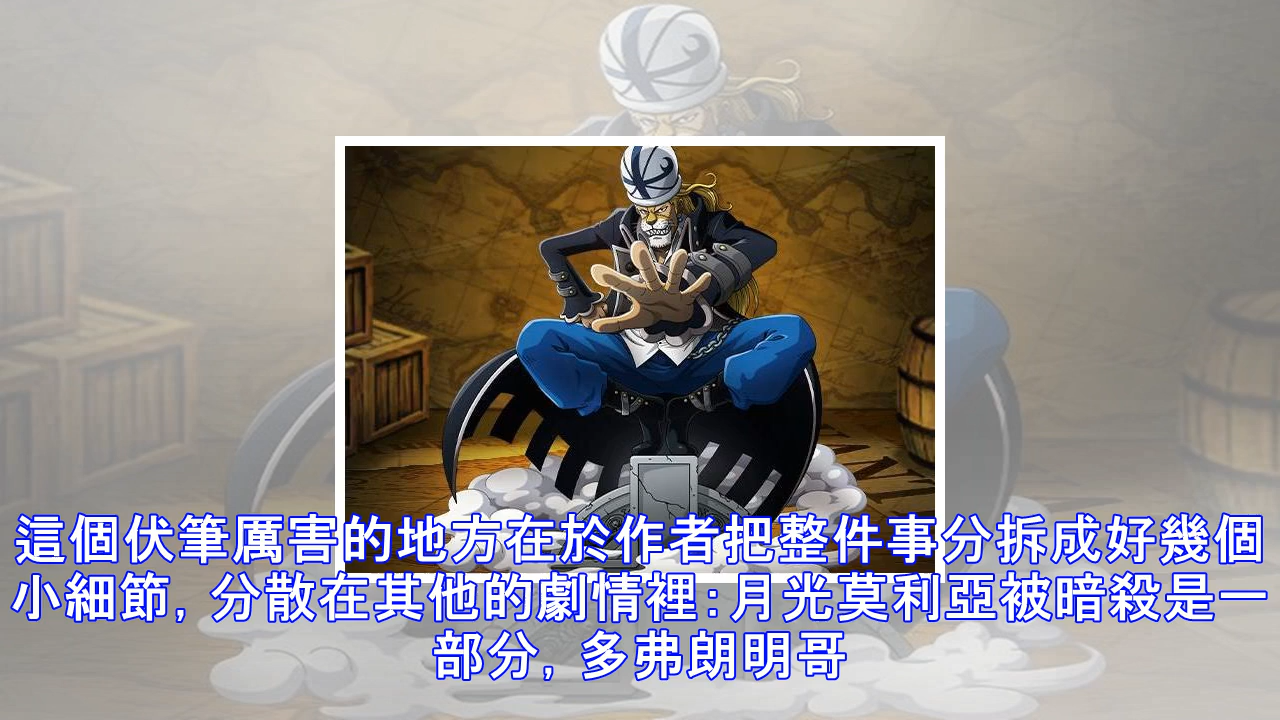 這個伏筆厲害的地方在於作者把整件事分拆成好幾個
小細節, 分散在其他的劇情裡:月光莫利亞被暗殺是一
部分, 多弗朗明哥